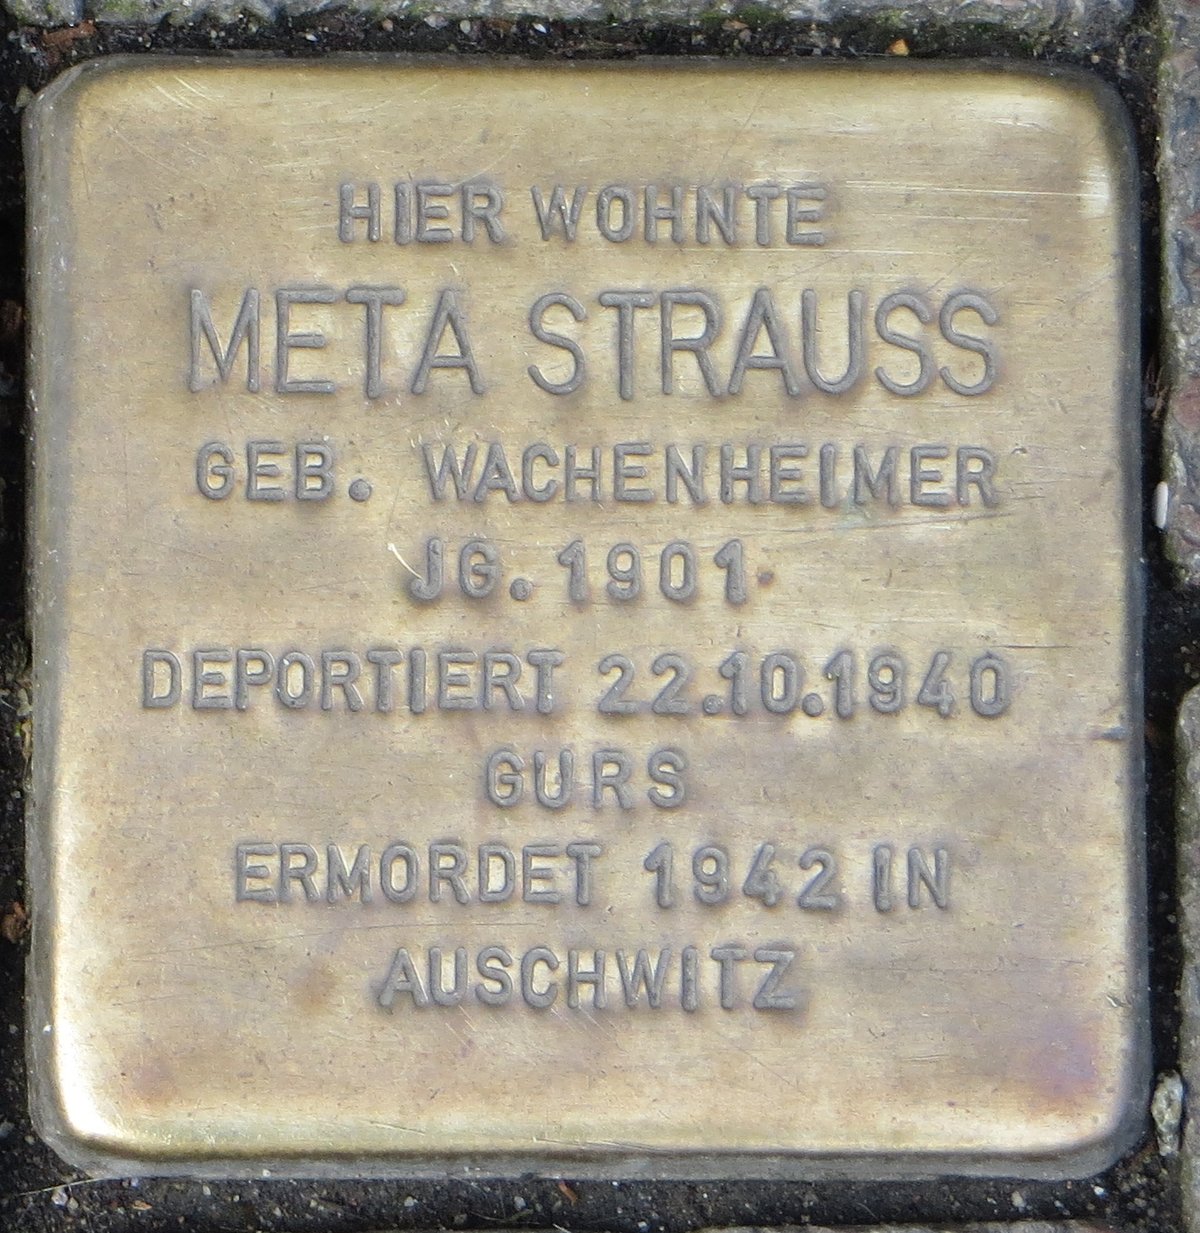 HIER WOHNTE
META STRAUSS
GEB. WACHENHEIMER
JG. 1901
DEPORTIERT 22.10.1940
GURS
ERMORDET 1942 IN
AUSCHWITZ